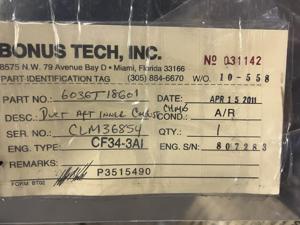 BONUS TECH, INC.
8575 N.W. 79 Avenue Bay D • Miami, Florida 33166
Nº 031142
PART IDENTIFICATION TAG (305) 884-6670 W/O. 10-558
PART NO.: 6036T18G01 DATE: APR 15 2011
DESC.: Duct Aft Inner COND.: A/R
SER. NO.: CLM36854 QTY.: 1
ENG. TYPE: CF34-3A1 ENG. S/N: 807283
REMARKS: P3515490
FORM: BT02